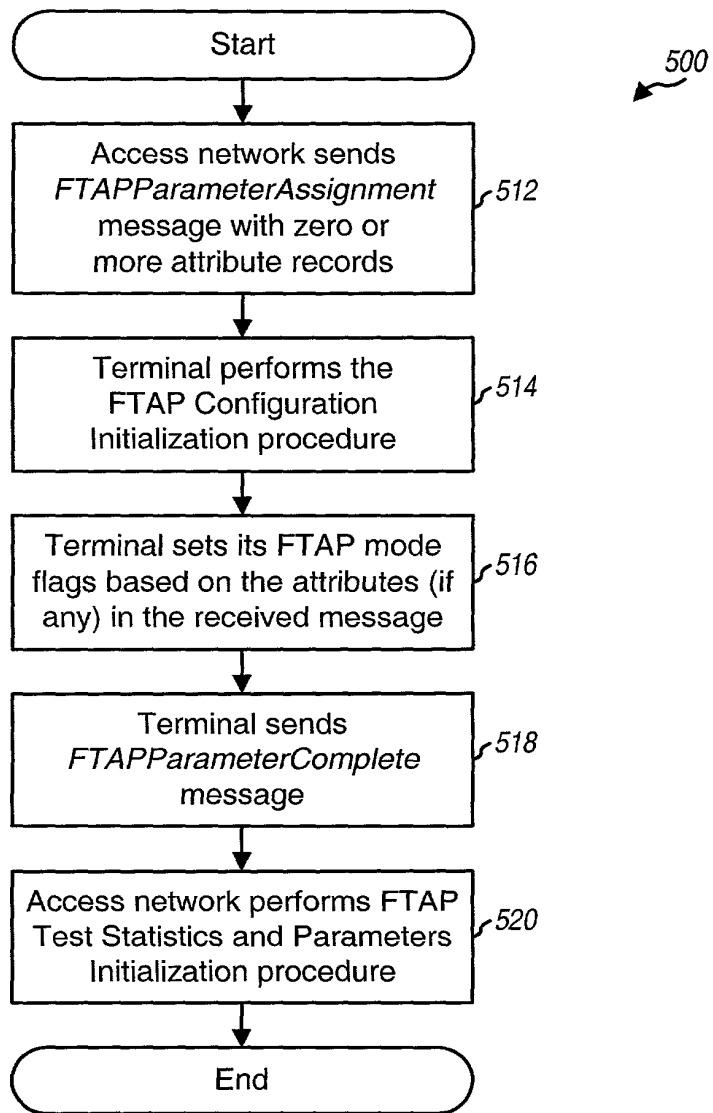 Start
500
Access network sends
FTAPParameterAssignment
message with zero or
more attribute records
512
Terminal performs the
FTAP Configuration
Initialization procedure
514
Terminal sets its FTAP mode
flags based on the attributes (if
any) in the received message
516
Terminal sends
FTAPParameterComplete
message
518
Access network performs FTAP
Test Statistics and Parameters
Initialization procedure
520
End